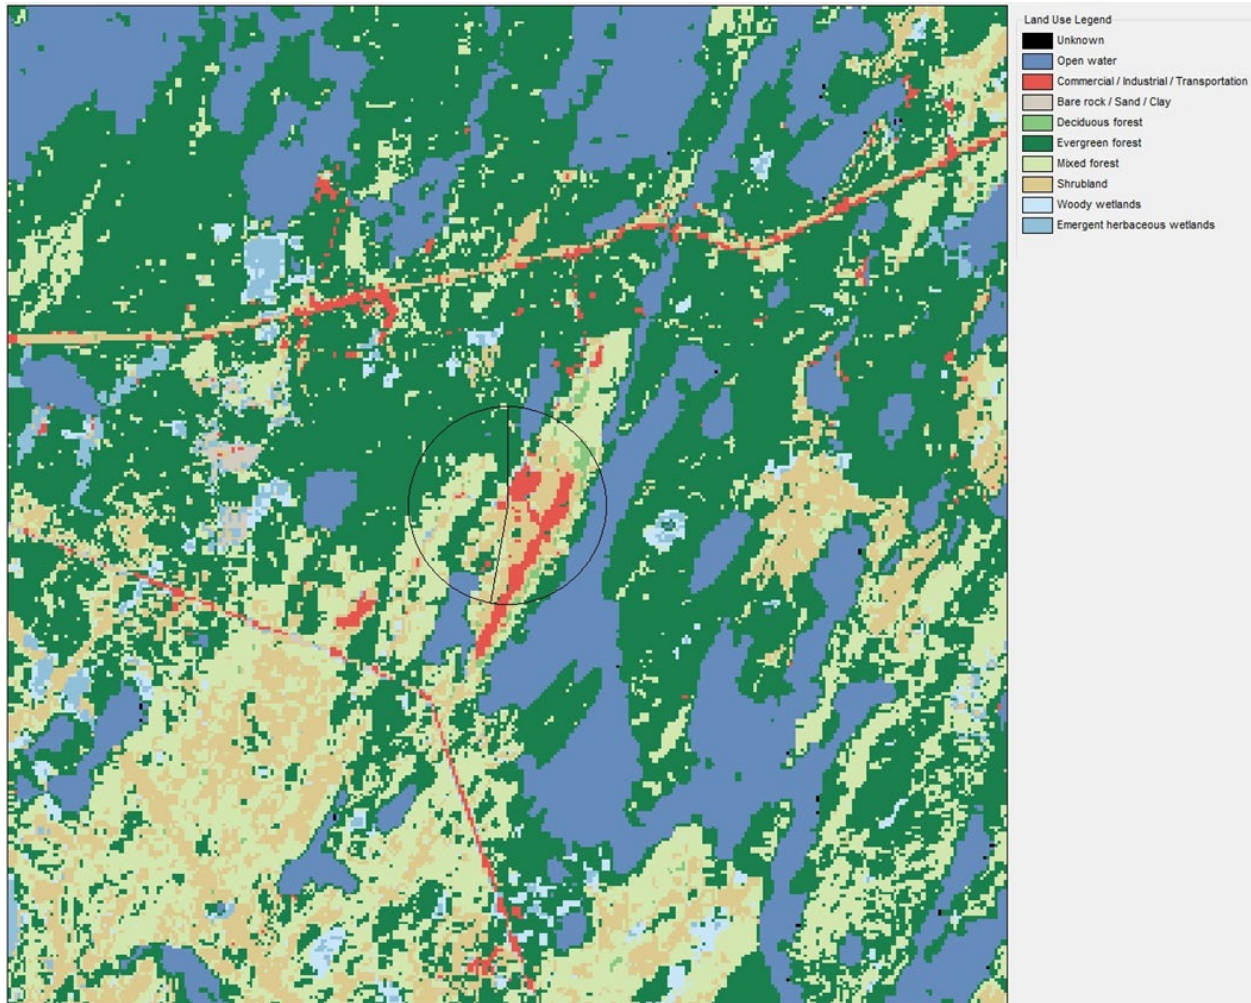 Land Use Legend
Unknown
Open water
Commercial / Industrial / Transportation
Bare rock / Sand / Clay
Deciduous forest
Evergreen forest
Mixed forest
Shrubland
Woody wetlands
Emergent herbaceous wetlands